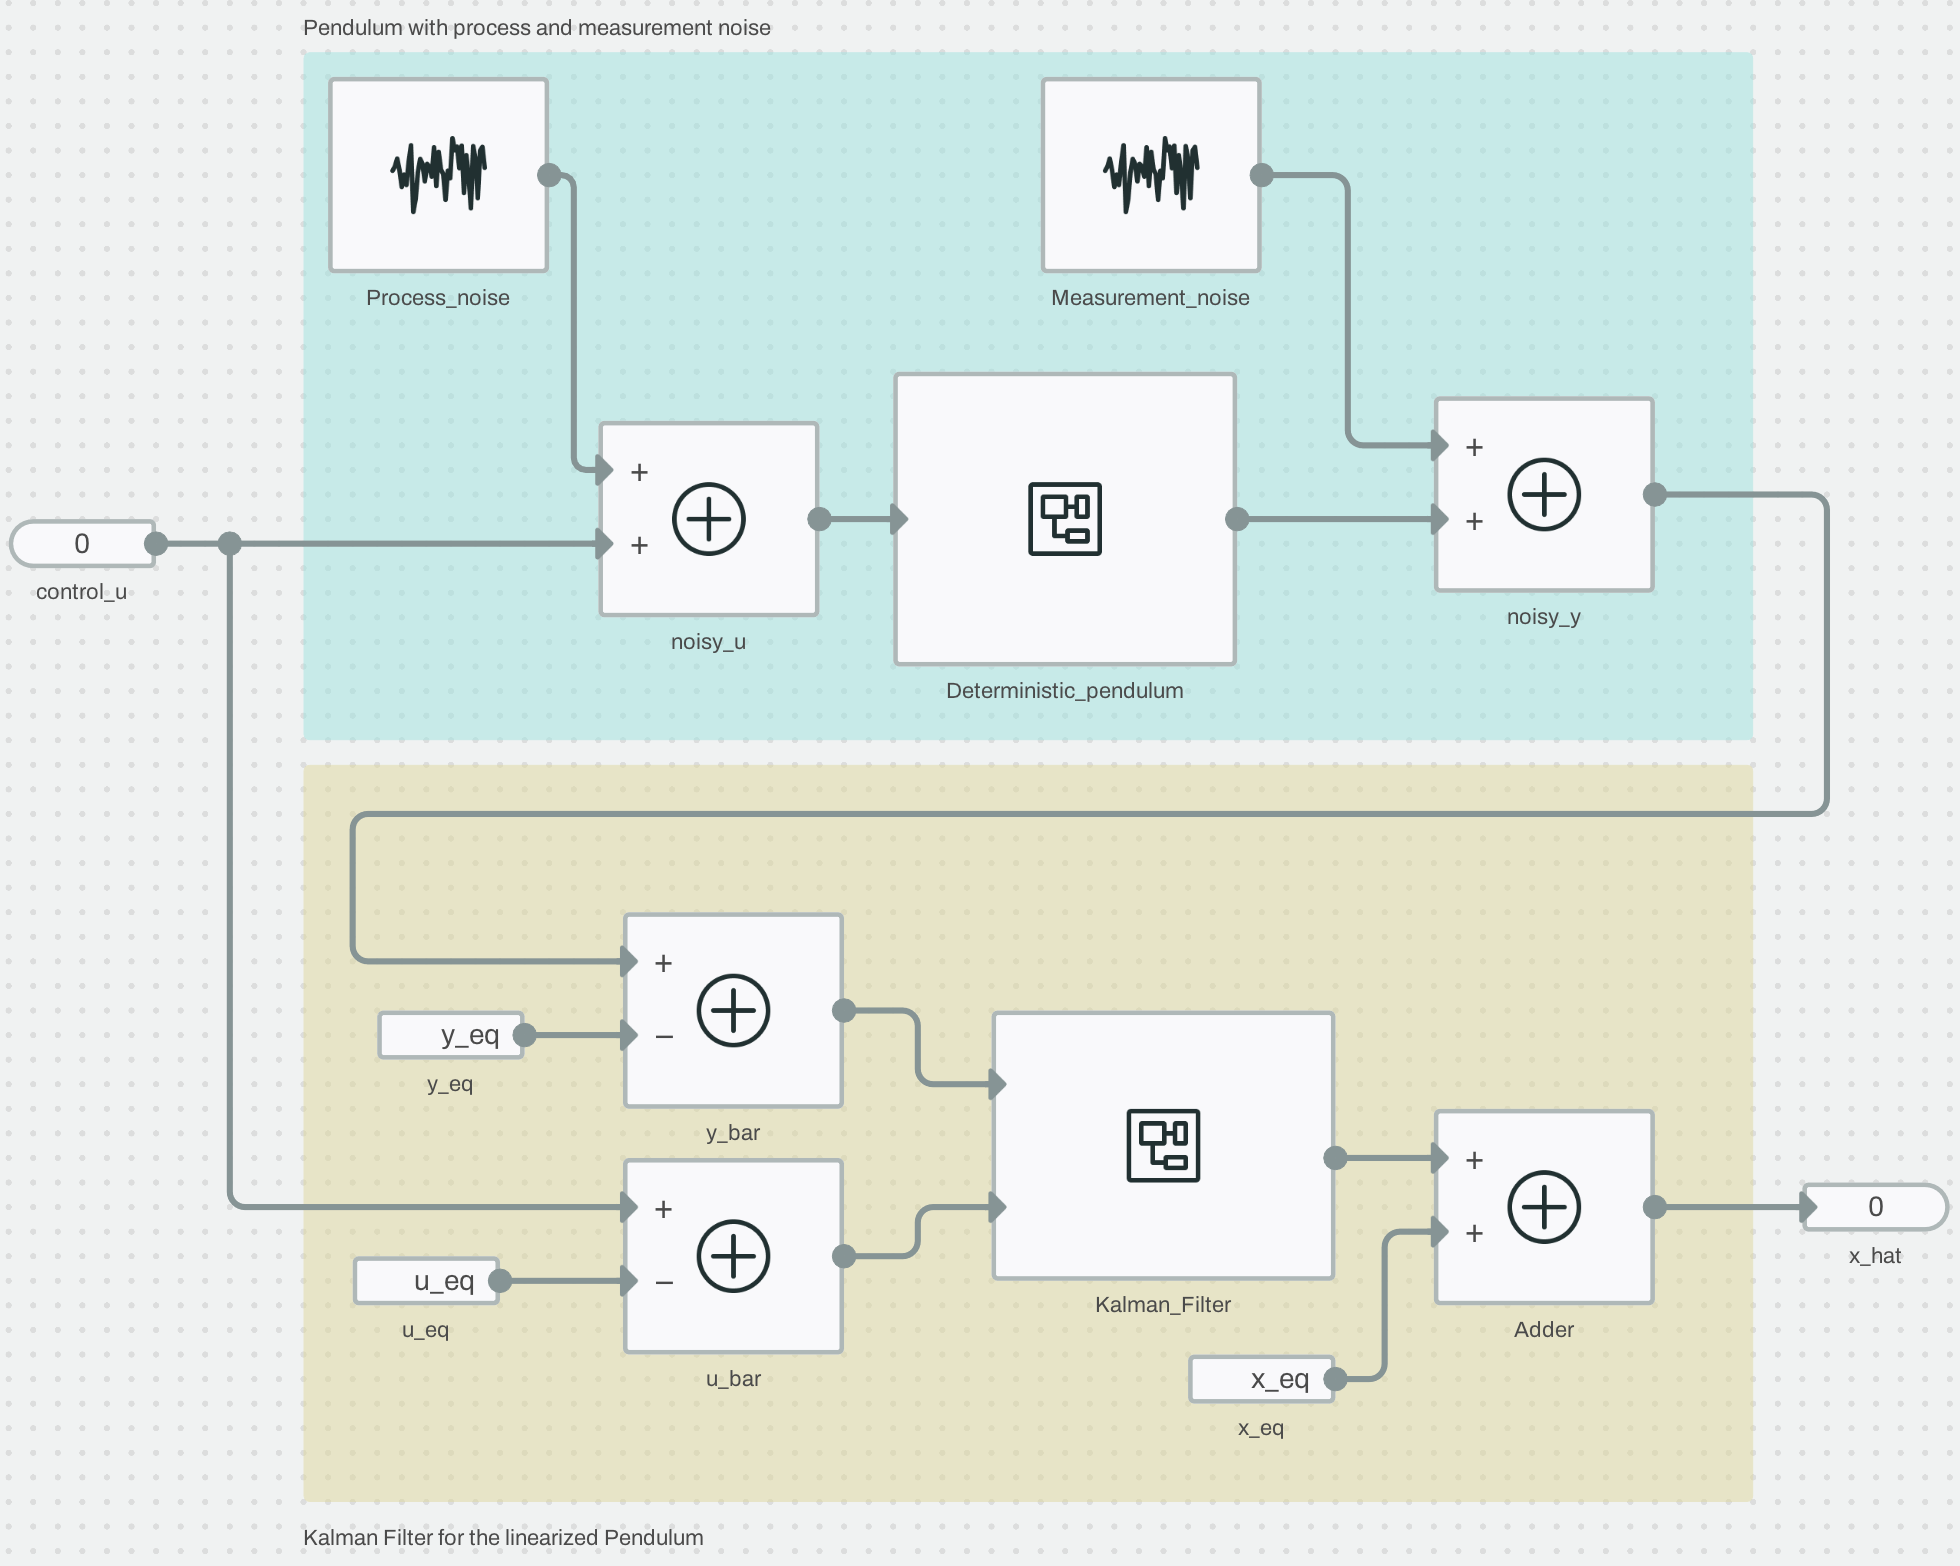 Pendulum with process and measurement noise
Process_noise
Measurement_noise
+
+
noisy_u
Deterministic_pendulum
+
+
noisy_y
0
control_u
+
−
y_bar
y_eq
y_eq
+
−
u_bar
u_eq
u_eq
Kalman_Filter
+
+
Adder
x_eq
x_eq
0
x_hat
Kalman Filter for the linearized Pendulum